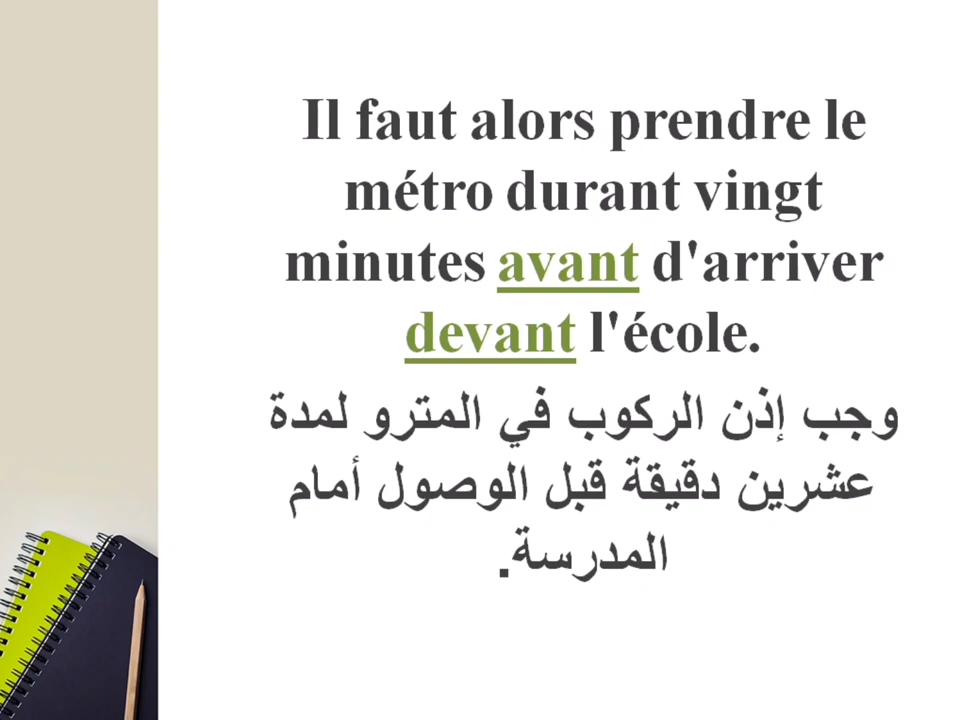 Il faut alors prendre le
métro durant vingt
minutes avant d'arriver
devant l'école.
وجب إذن الركوب في المترو لمدة
عشرين دقيقة قبل الوصول أمام
المدرسة.